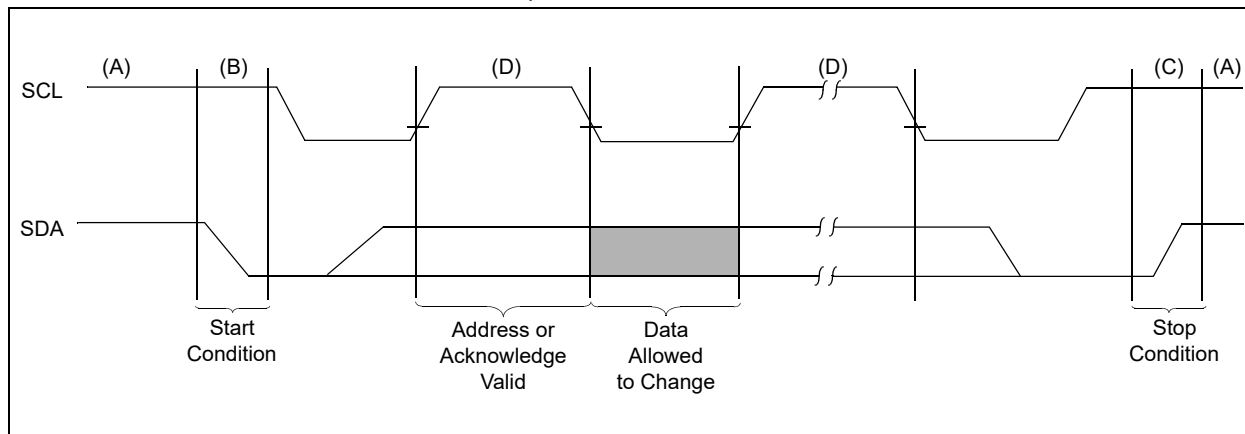 (A) (B) (D) (D) (C) (A)
SCL
SDA
Start
Condition
Address or
Acknowledge
Valid
Data
Allowed
to Change
Stop
Condition